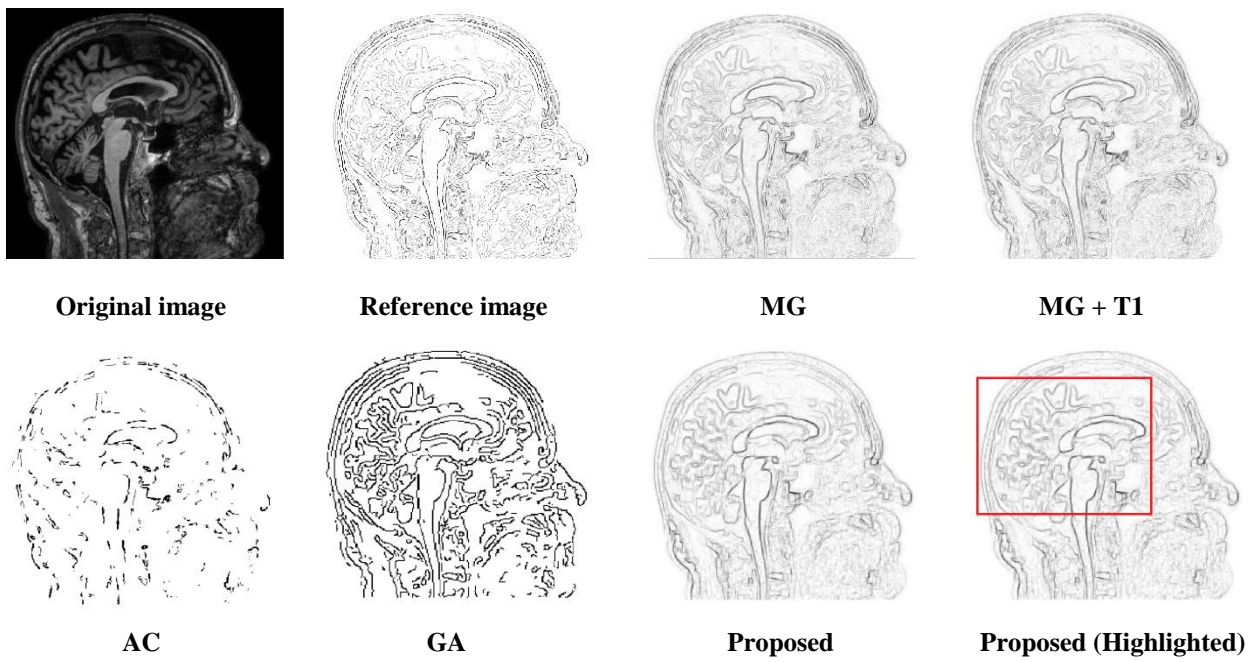 Original image
Reference image
MG
MG + T1
AC
GA
Proposed
Proposed (Highlighted)